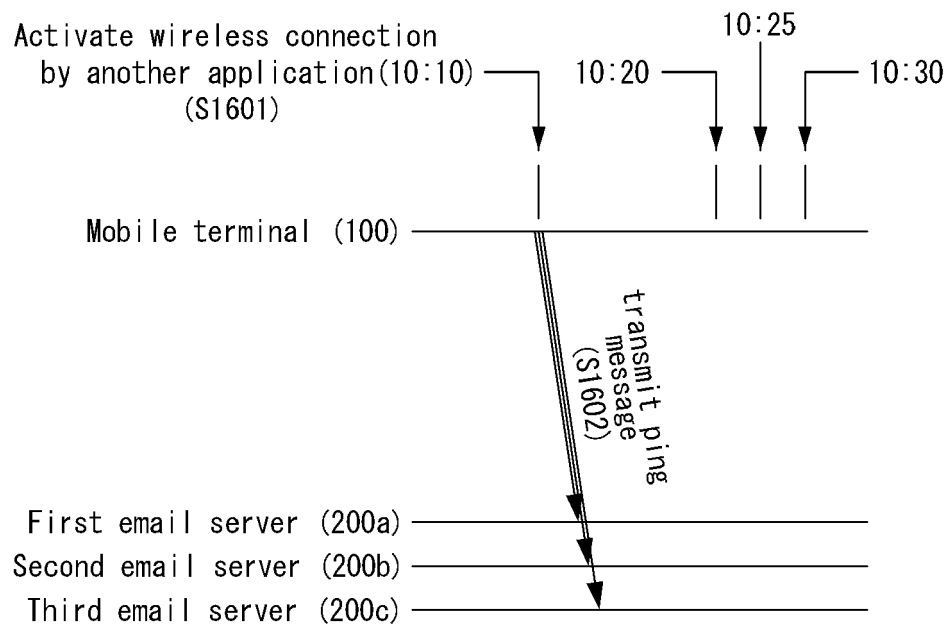 Activate wireless connection
by another application(10:10)
(S1601)
10:20
10:25
10:30
Mobile terminal (100)
transmit ping
message
(S1602)
First email server (200a)
Second email server (200b)
Third email server (200c)